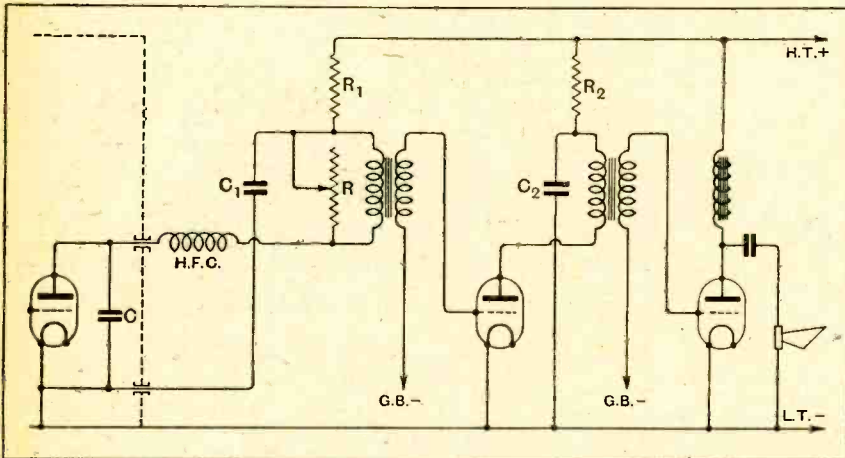 H.T.+
R₁
R₂
C₁
R
C₂
H.F.C.
C
G.B.-
G.B.-
L.T.-